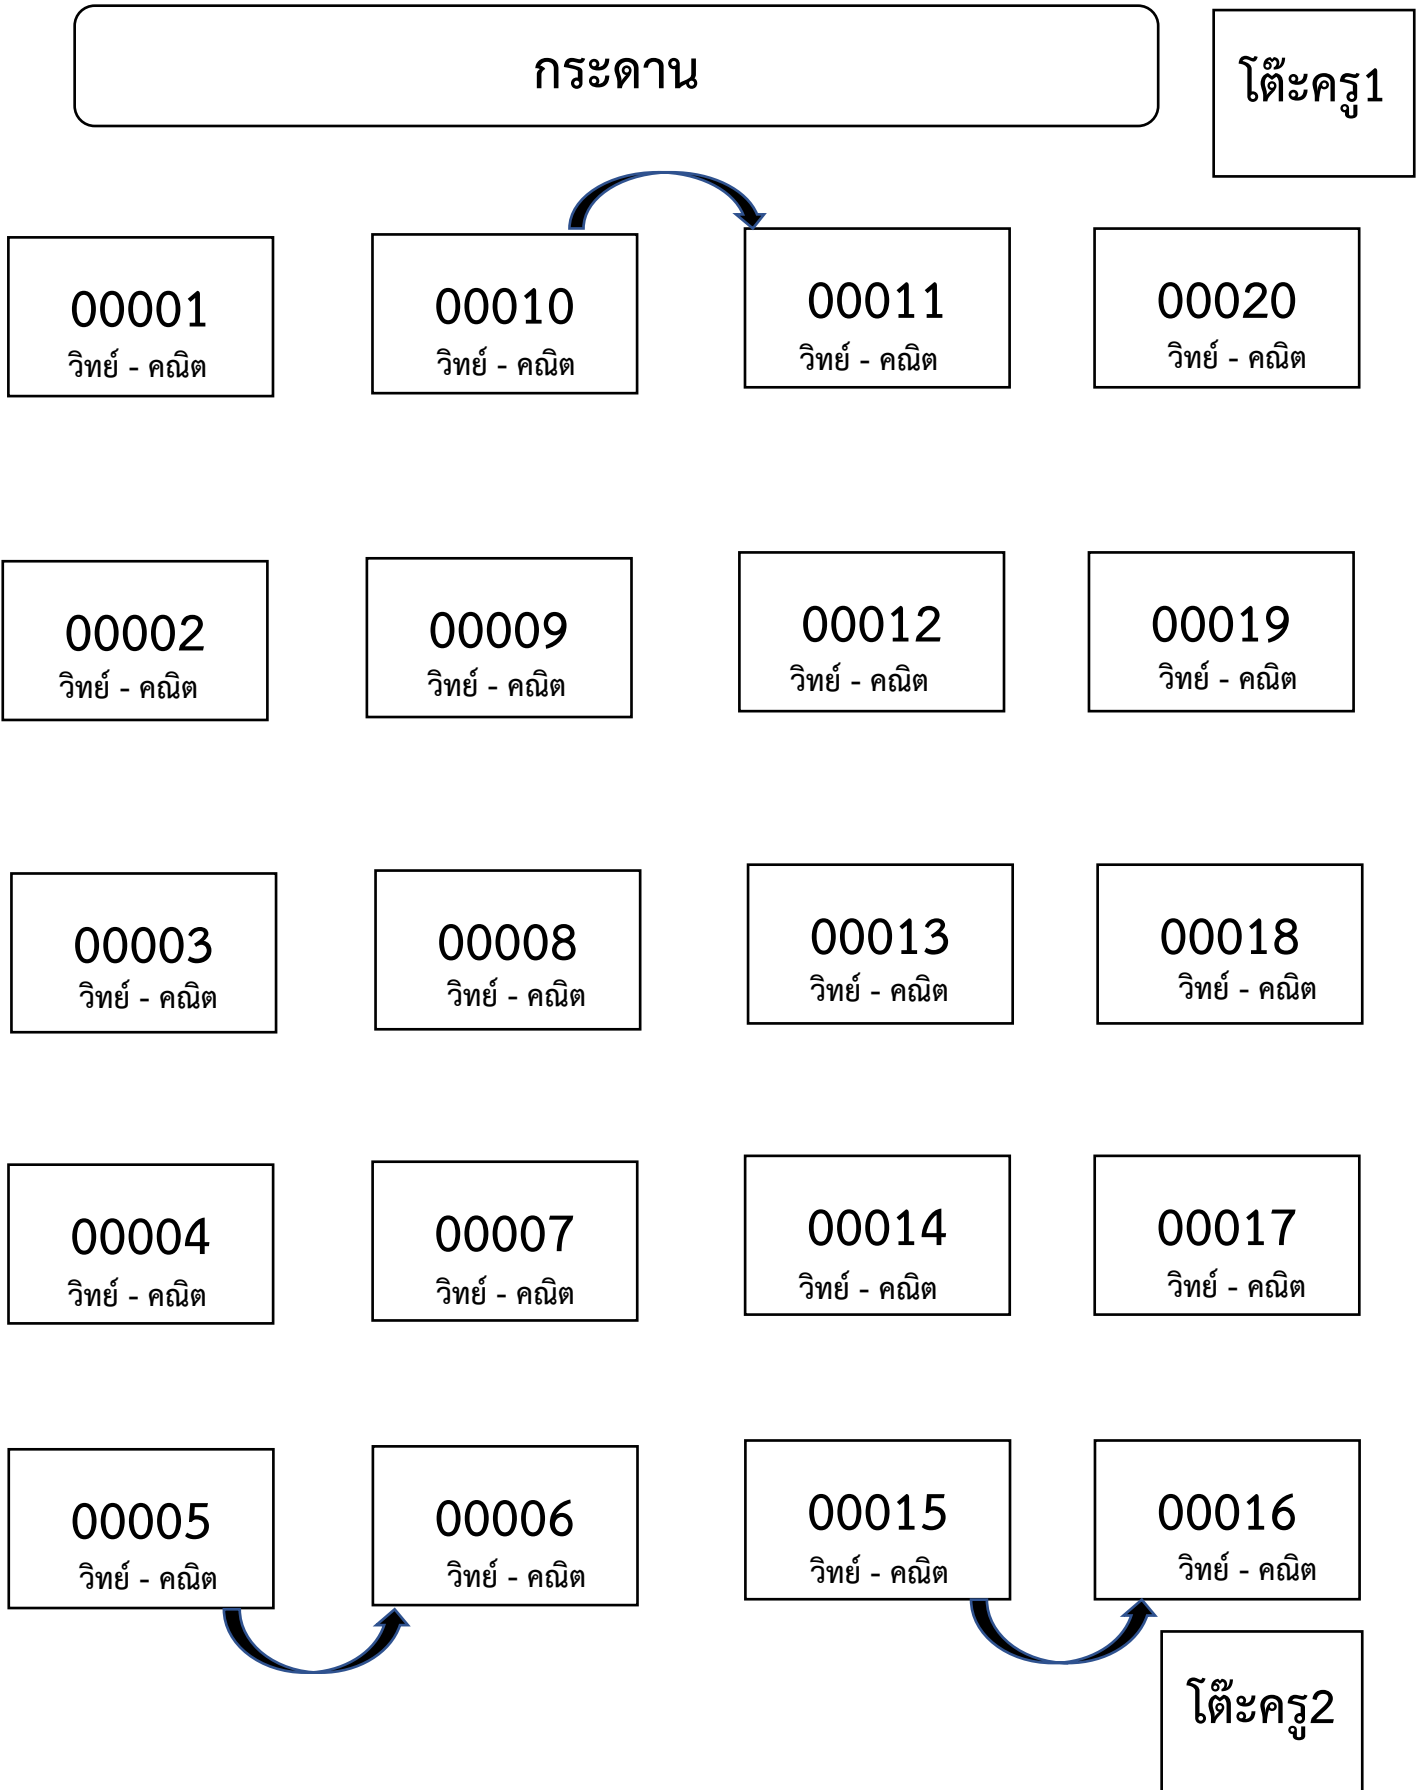 กระดาน
โต๊ะครู1
00001
วิทย์ - คณิต
00010
วิทย์ - คณิต
00011
วิทย์ - คณิต
00020
วิทย์ - คณิต
00002
วิทย์ - คณิต
00009
วิทย์ - คณิต
00012
วิทย์ - คณิต
00019
วิทย์ - คณิต
00003
วิทย์ - คณิต
00008
วิทย์ - คณิต
00013
วิทย์ - คณิต
00018
วิทย์ - คณิต
00004
วิทย์ - คณิต
00007
วิทย์ - คณิต
00014
วิทย์ - คณิต
00017
วิทย์ - คณิต
00005
วิทย์ - คณิต
00006
วิทย์ - คณิต
00015
วิทย์ - คณิต
00016
วิทย์ - คณิต
โต๊ะครู2